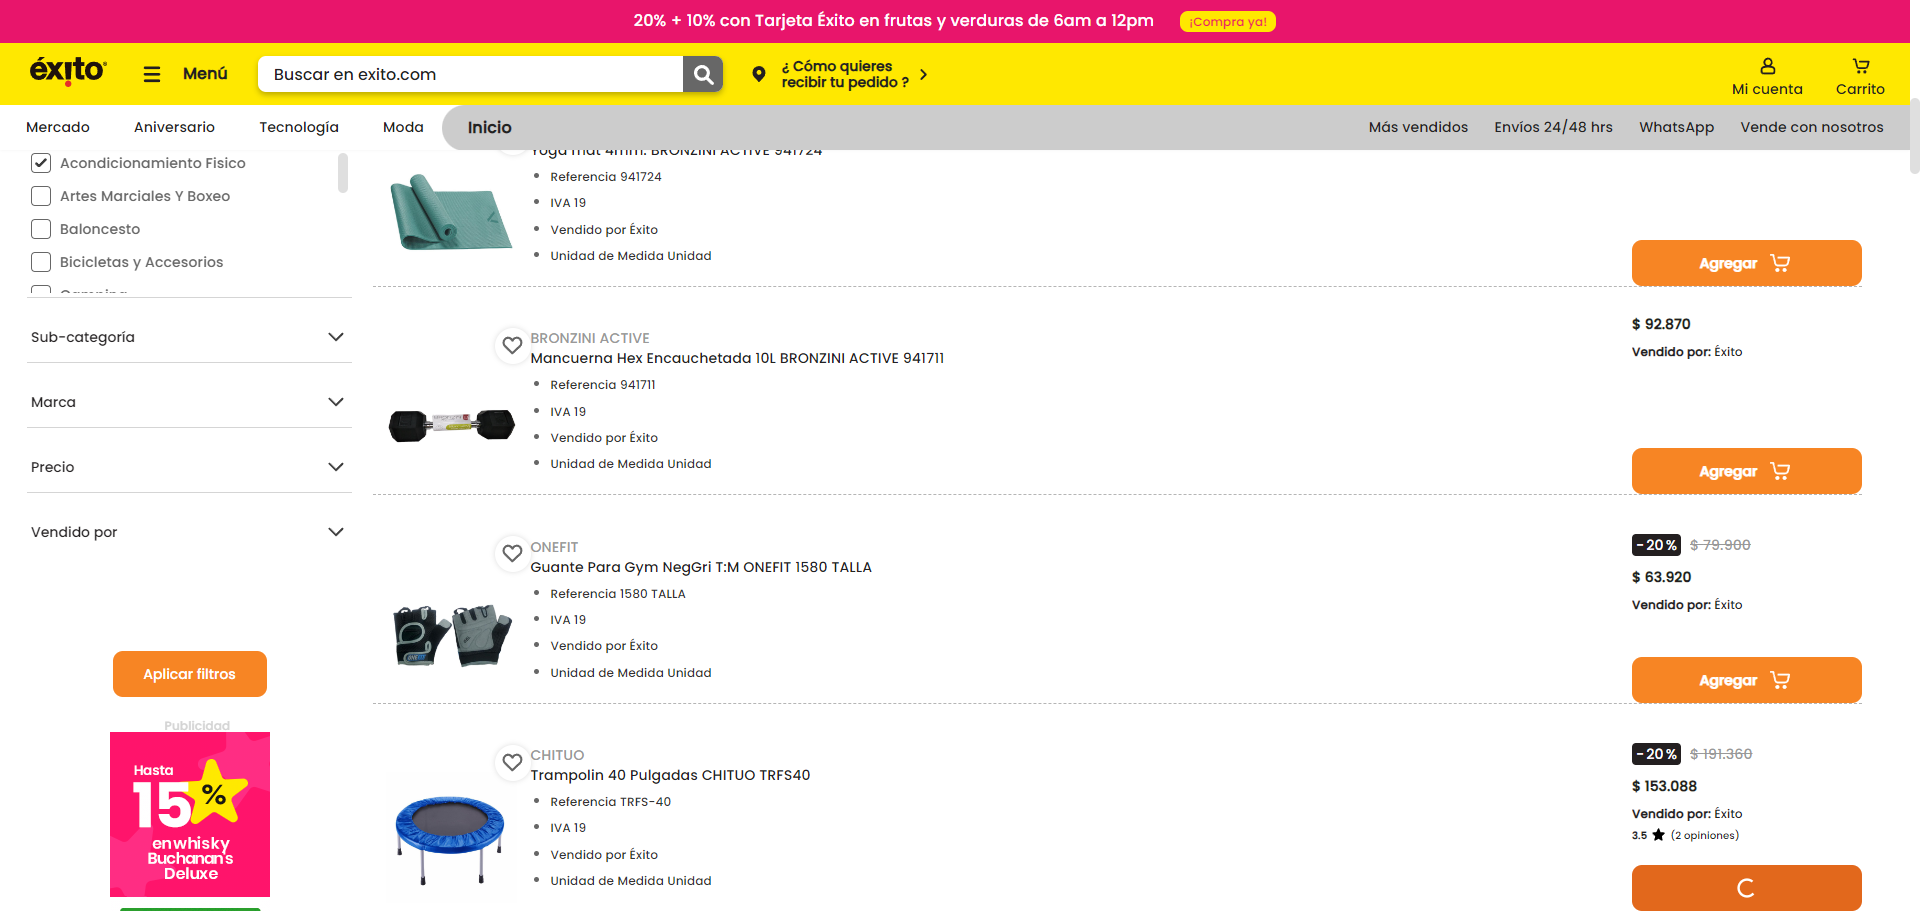 20% + 10% con Tarjeta Éxito en frutas y verduras de 6am a 12pm
¡Compra ya!
éxito
Menú
Buscar en exito.com
¿ Cómo quieres
recibir tu pedido ?
Mi cuenta
Carrito
Mercado
Aniversario
Tecnología
Moda
Inicio
Más vendidos
Envíos 24/48 hrs
WhatsApp
Vende con nosotros
Acondicionamiento Fisico
Artes Marciales Y Boxeo
Baloncesto
Bicicletas y Accesorios
Camping
Sub-categoría
Marca
Precio
Vendido por
Aplicar filtros
Publicidad
Hasta
15%
en whisky
Buchanan's
Deluxe
Yoga mat 4mm. BRONZINI ACTIVE 941724
Referencia 941724
IVA 19
Vendido por Éxito
Unidad de Medida Unidad
Agregar
BRONZINI ACTIVE
Mancuerna Hex Encauchetada 10L BRONZINI ACTIVE 941711
Referencia 941711
IVA 19
Vendido por Éxito
Unidad de Medida Unidad
$ 92.870
Vendido por: Éxito
Agregar
ONEFIT
Guante Para Gym NegGri T:M ONEFIT 1580 TALLA
Referencia 1580 TALLA
IVA 19
Vendido por Éxito
Unidad de Medida Unidad
-20% $ 79.900
$ 63.920
Vendido por: Éxito
Agregar
CHITUO
Trampolin 40 Pulgadas CHITUO TRFS40
Referencia TRFS-40
IVA 19
Vendido por Éxito
Unidad de Medida Unidad
-20% $ 191.360
$ 153.088
Vendido por: Éxito
3.5 (2 opiniones)